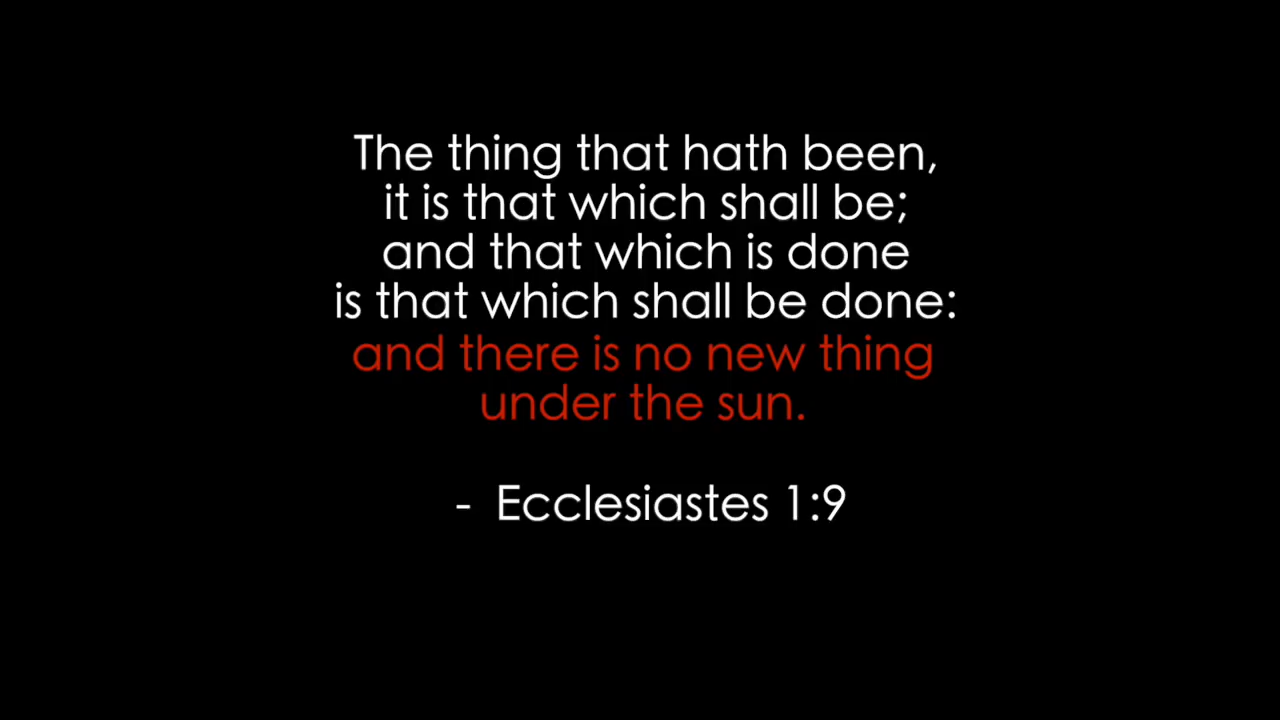 The thing that hath been,
it is that which shall be;
and that which is done
is that which shall be done:
and there is no new thing
under the sun.
- Ecclesiastes 1:9